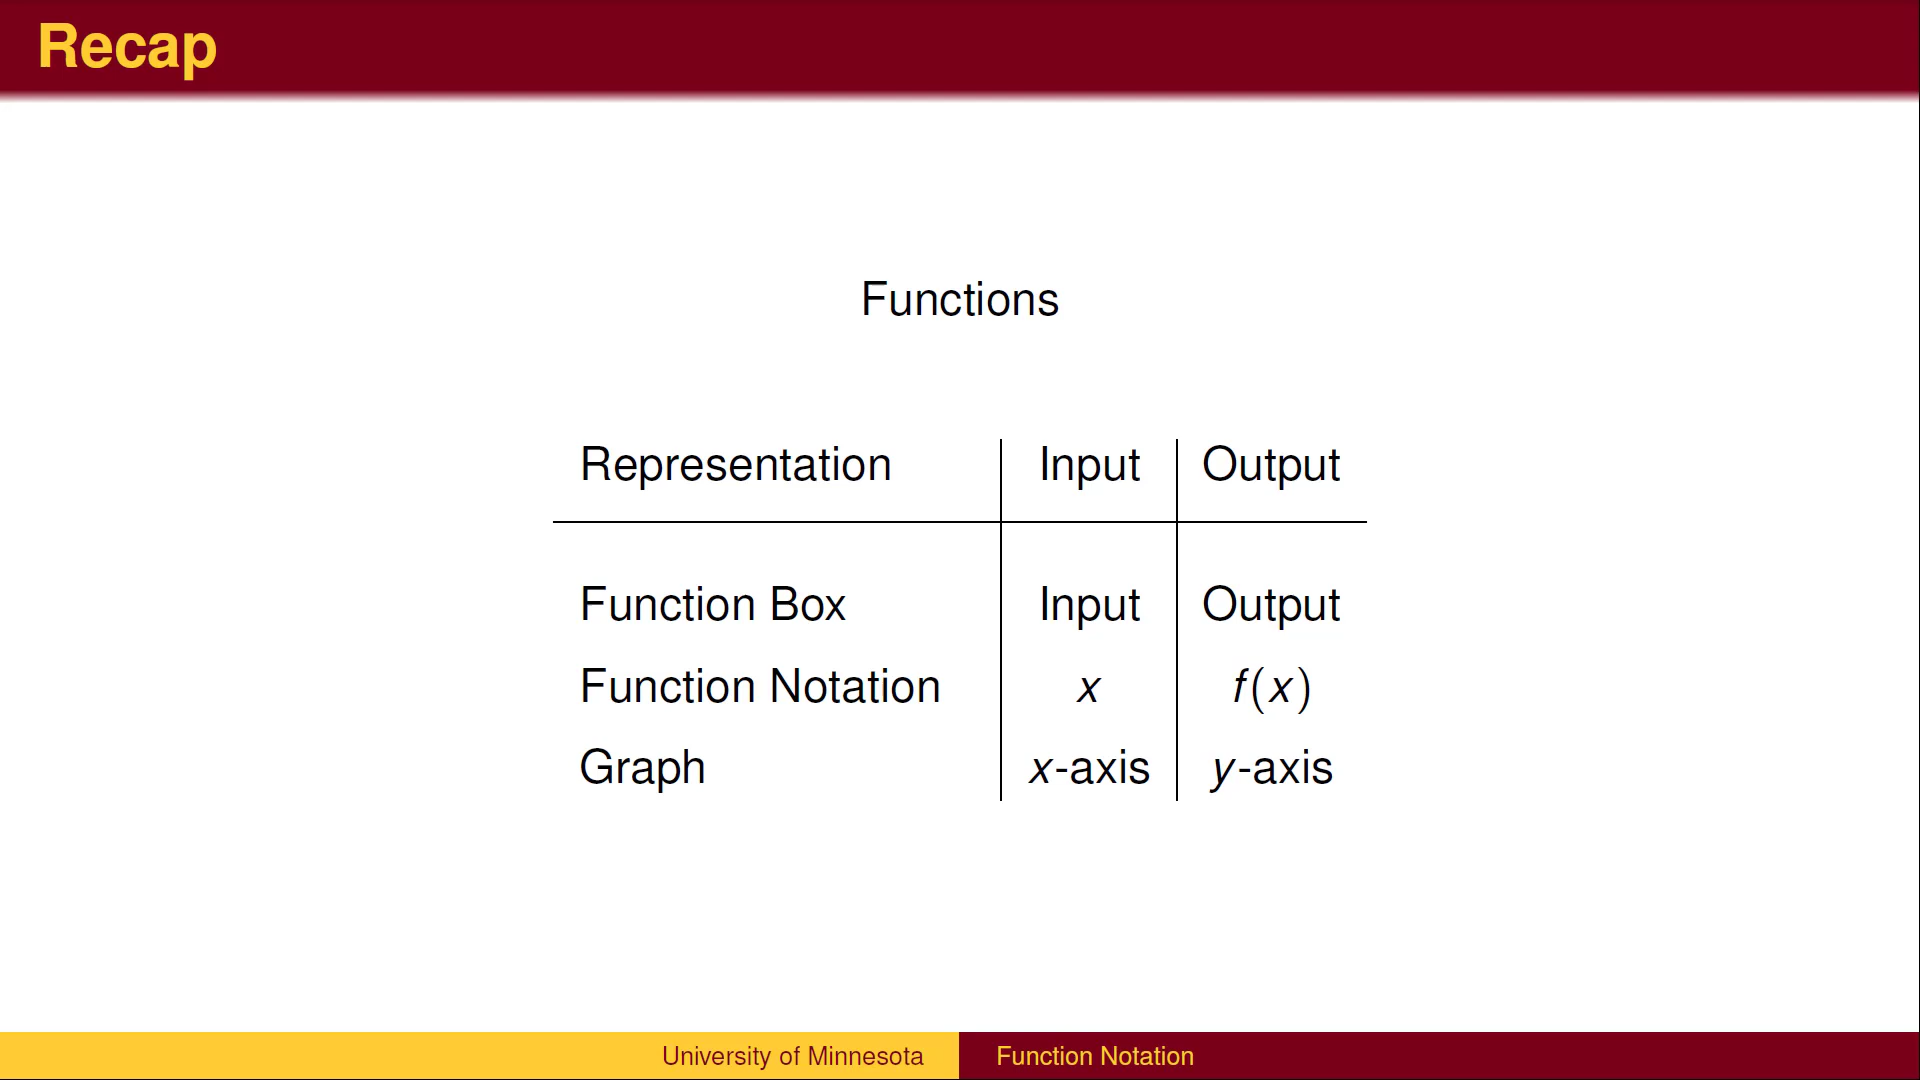 Recap
Functions
Representation Input Output
Function Box Input Output
Function Notation x f(x)
Graph x-axis y-axis
University of Minnesota Function Notation